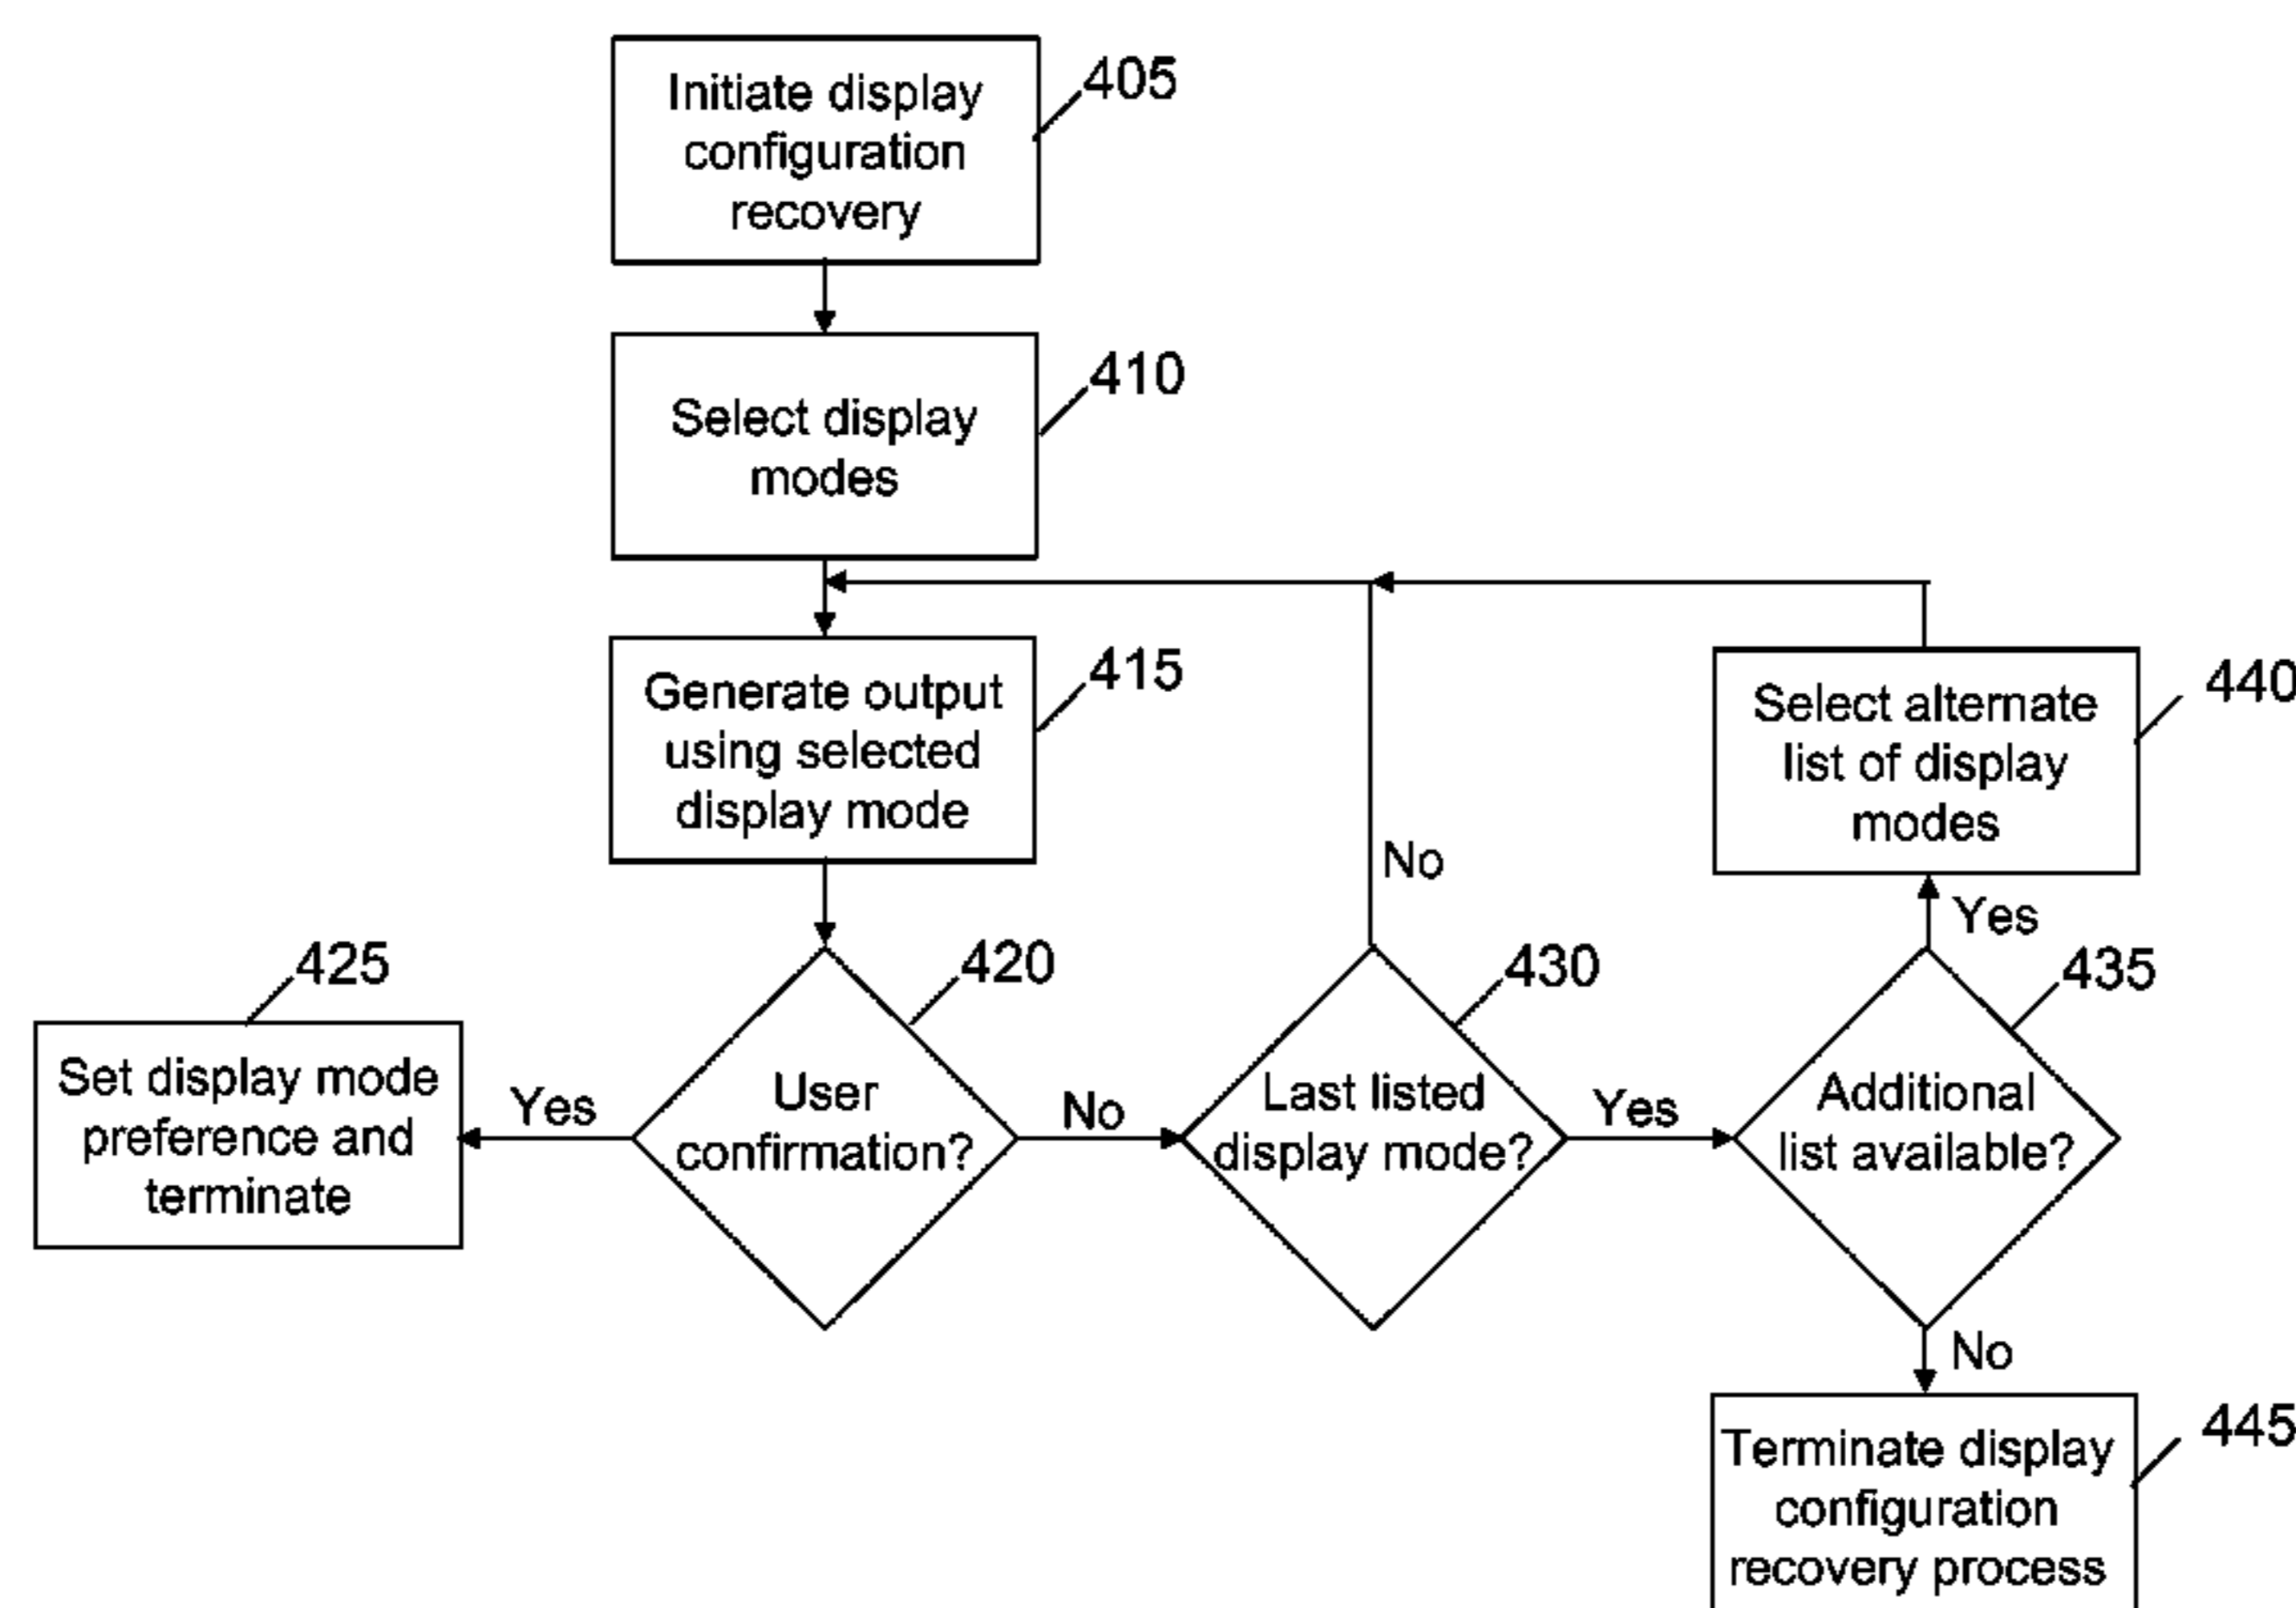 Initiate display
configuration
recovery
405
Select display
modes
410
Generate output
using selected
display mode
415
Select alternate
list of display
modes
440
No
Yes
425
420
430
435
Set display mode
preference and
terminate
Yes
User
confirmation?
No
Last listed
display mode?
Yes
Additional
list available?
No
Terminate display
configuration
recovery process
445